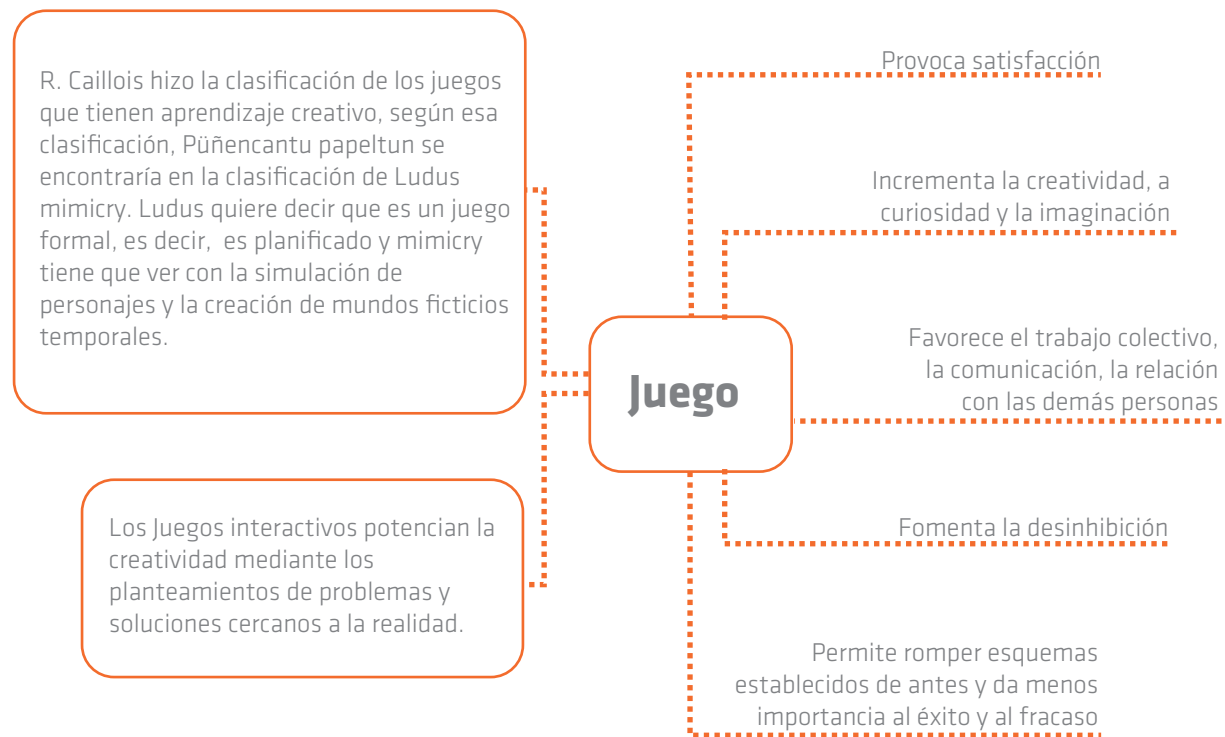 R. Caillois hizo la clasificación de los juegos
que tienen aprendizaje creativo, según esa
clasificación, Püñencantu papeltun se
encontraría en la clasificación de Ludus
mimicry. Ludus quiere decir que es un juego
formal, es decir, es planificado y mimicry
tiene que ver con la simulación de
personajes y la creación de mundos ficticios
temporales.
Los Juegos interactivos potencian la
creatividad mediante los
planteamientos de problemas y
soluciones cercanos a la realidad.
Juego
Provoca satisfacción
Incrementa la creatividad, a
curiosidad y la imaginación
Favorece el trabajo colectivo,
la comunicación, la relación
con las demás personas
Fomenta la desinhibición
Permite romper esquemas
establecidos de antes y da menos
importancia al éxito y al fracaso